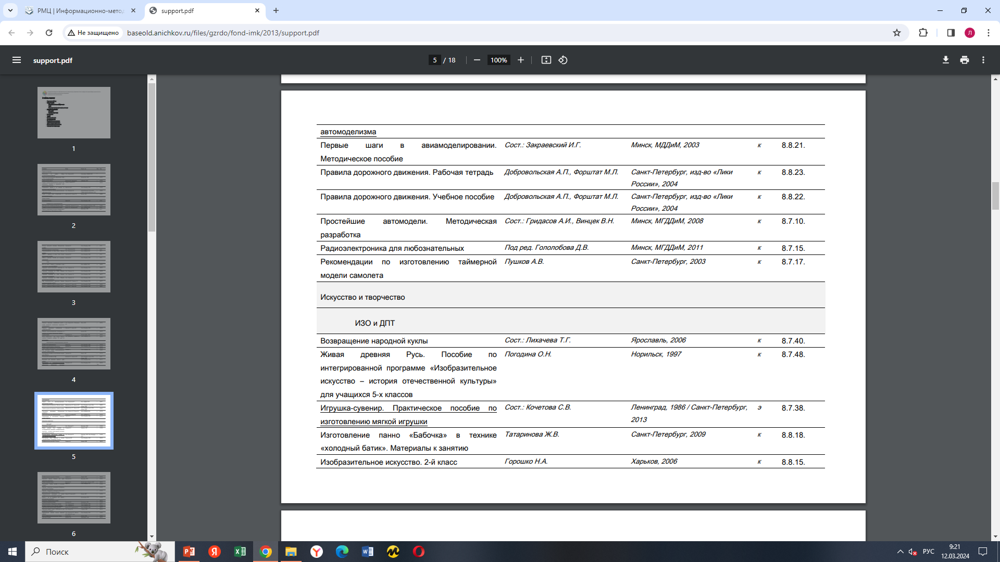 РМЦ | Информационно-метод
support.pdf
Не защищено
baseold.anichkov.ru/files/gzrdo/fond-imk/2013/support.pdf
Л
support.pdf
5 / 18
100%
1
2
3
4
5
6
автомоделизма
Первые шаги в авиамоделировании. Сост.: Закраевский И.Г. Минск, МДДиМ, 2003 к 8.8.21.
Методическое пособие
Правила дорожного движения. Рабочая тетрадь Добровольская А.П., Форштат М.Л. Санкт-Петербург, изд-во «Лики к 8.8.23.
России», 2004
Правила дорожного движения. Учебное пособие Добровольская А.П., Форштат М.Л. Санкт-Петербург, изд-во «Лики к 8.8.22.
России», 2004
Простейшие автомодели. Методическая Сост.: Гридасов А.И., Винцек В.Н. Минск, МГДДиМ, 2008 к 8.7.10.
разработка
Радиоэлектроника для любознательных Под ред. Гололобова Д.В. Минск, МГДДиМ, 2011 к 8.7.15.
Рекомендации по изготовлению таймерной Пушков А.В. Санкт-Петербург, 2003 к 8.7.17.
модели самолета
Искусство и творчество
ИЗО и ДПТ
Возвращение народной куклы Сост.: Лихачева Т.Г. Ярославль, 2006 к 8.7.40.
Живая древняя Русь. Пособие по Погодина О.Н. Норильск, 1997 к 8.7.48.
интегрированной программе «Изобразительное
искусство – история отечественной культуры»
для учащихся 5-х классов
Игрушка-сувенир. Практическое пособие по Сост.: Кочетова С.В. Ленинград, 1986 / Санкт-Петербург, э 8.7.38.
изготовлению мягкой игрушки 2013
Изготовление панно «Бабочка» в технике Татаринова Ж.В. Санкт-Петербург, 2009 к 8.8.18.
«холодный батик». Материалы к занятию
Изобразительное искусство. 2-й класс Горошко Н.А. Харьков, 2006 к 8.8.15.
Поиск
РУС
9:21
12.03.2024